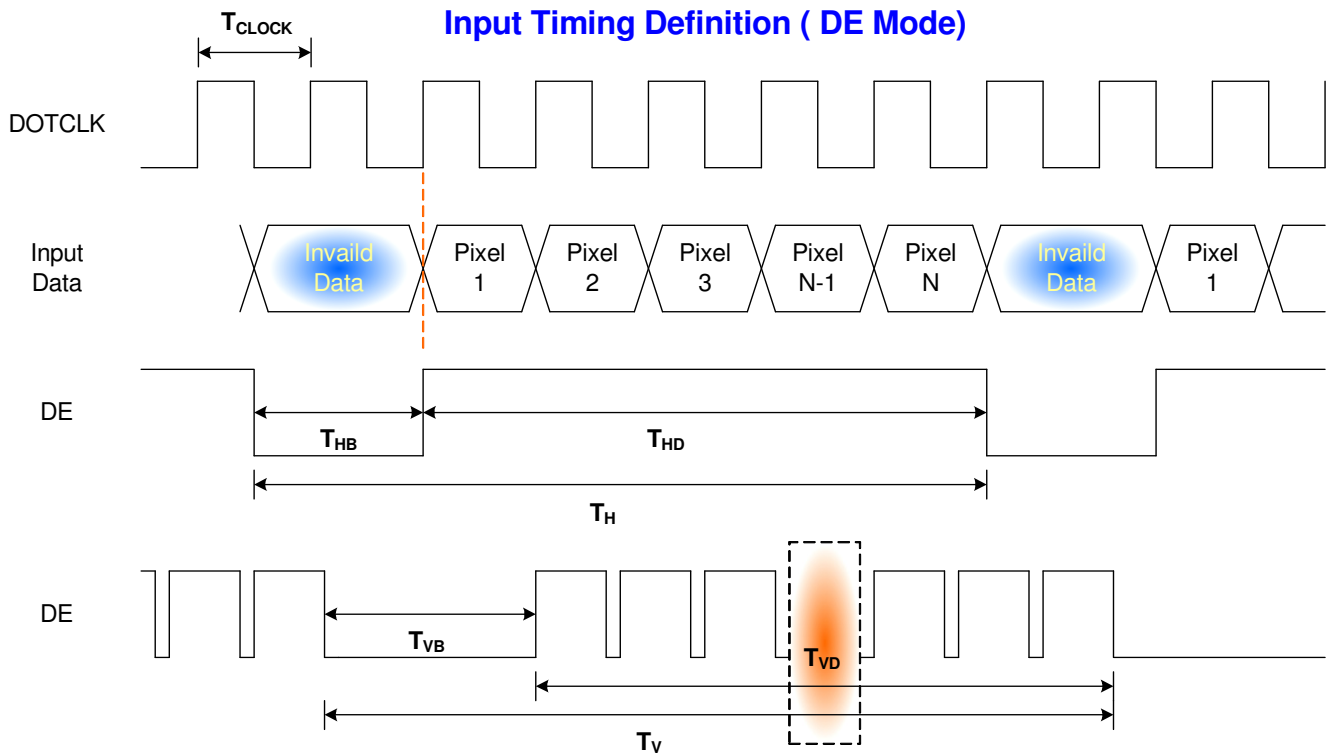 Input Timing Definition ( DE Mode)
TCLOCK
DOTCLK
Input
Data
Invaild
Data
Pixel
1
Pixel
2
Pixel
3
Pixel
N-1
Pixel
N
Invaild
Data
Pixel
1
DE
THB
THD
TH
DE
TVB
TVD
TV